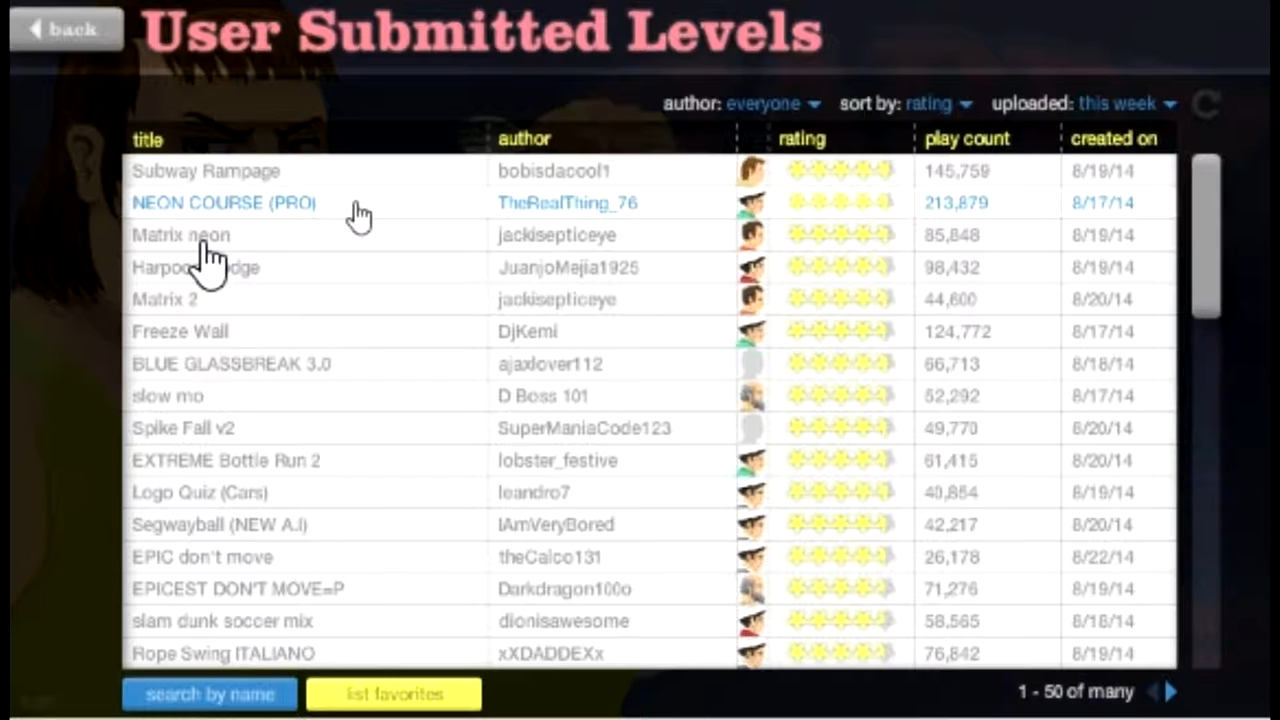 back
User Submitted Levels
author: everyone sort by: rating uploaded: this week
title author rating play count created on
Subway Rampage bobisdacool1 145,759 8/19/14
NEON COURSE (PRO) TheRealThing_76 213,879 8/17/14
Matrix neon jackisepticeye 85,848 8/19/14
JuanjoMejia1925 98,432 8/19/14
Matrix 2 jackisepticeye 44,600 8/20/14
Freeze Wall DjKemi 124,772 8/17/14
BLUE GLASSBREAK 3.0 ajaxlover112 66,713 8/18/14
slow mo D Boss 101 52,292 8/17/14
Spike Fall v2 SuperManiaCode123 49,770 8/20/14
EXTREME Bottle Run 2 lobster_festive 61,415 8/20/14
Logo Quiz (Cars) leandro7 40,854 8/19/14
Segwayball (NEW A.I) IAmVeryBored 42,217 8/20/14
EPIC don't move theCalco131 26,178 8/22/14
EPICEST DON'T MOVE=P Darkdragon100o 71,276 8/19/14
slam dunk soccer mix dionisawesome 58,565 8/18/14
Rope Swing ITALIANO xXDADDEXx 76,842 8/19/14
search by name list favorites 1 - 50 of many